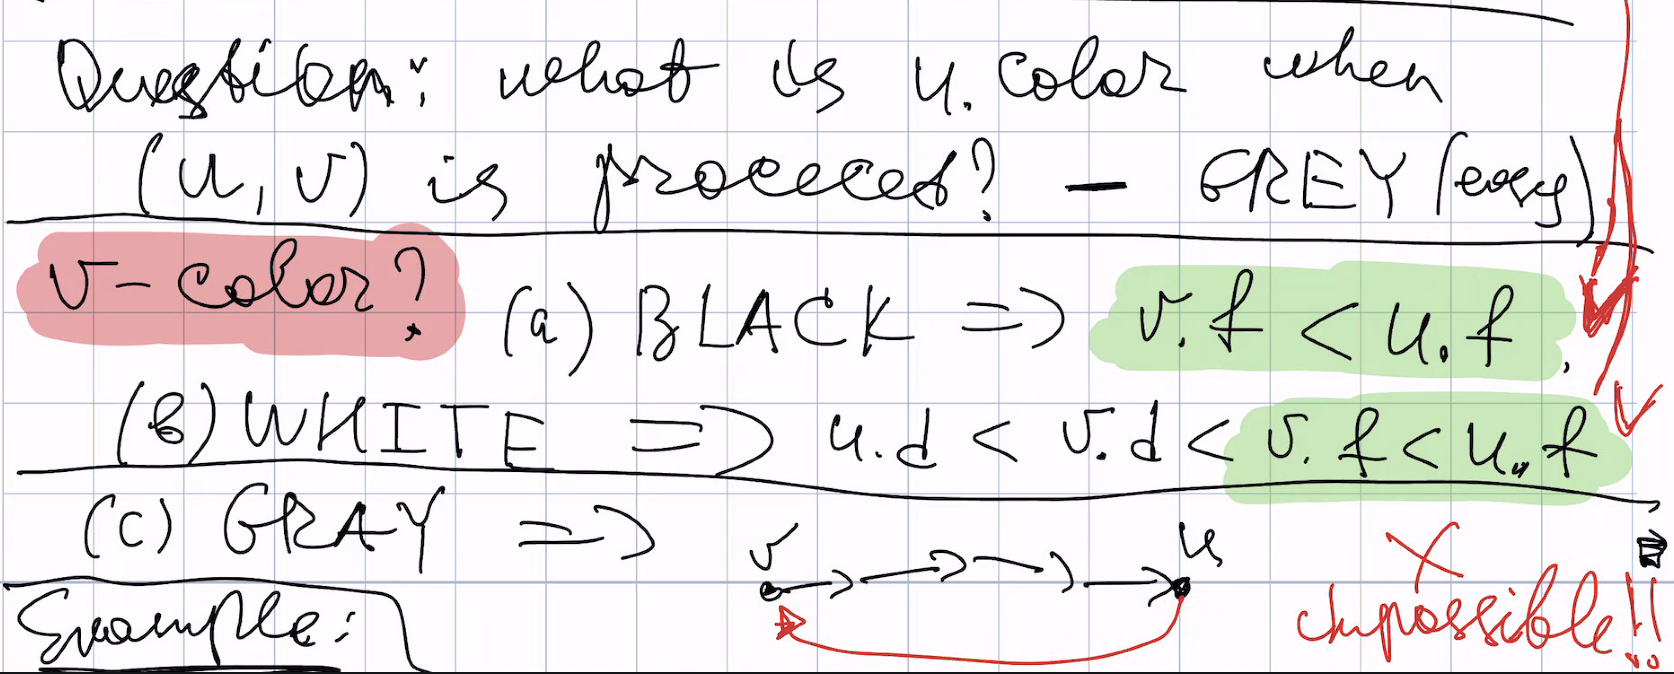 Question: what is u.color when
(u, v) is processed? — GREY (easy)
v-color? (a) BLACK => v.f < u.f.
(b) WHITE => u.d < v.d < v.f < u.f
(c) GRAY => v u
Impossible!!
Example: